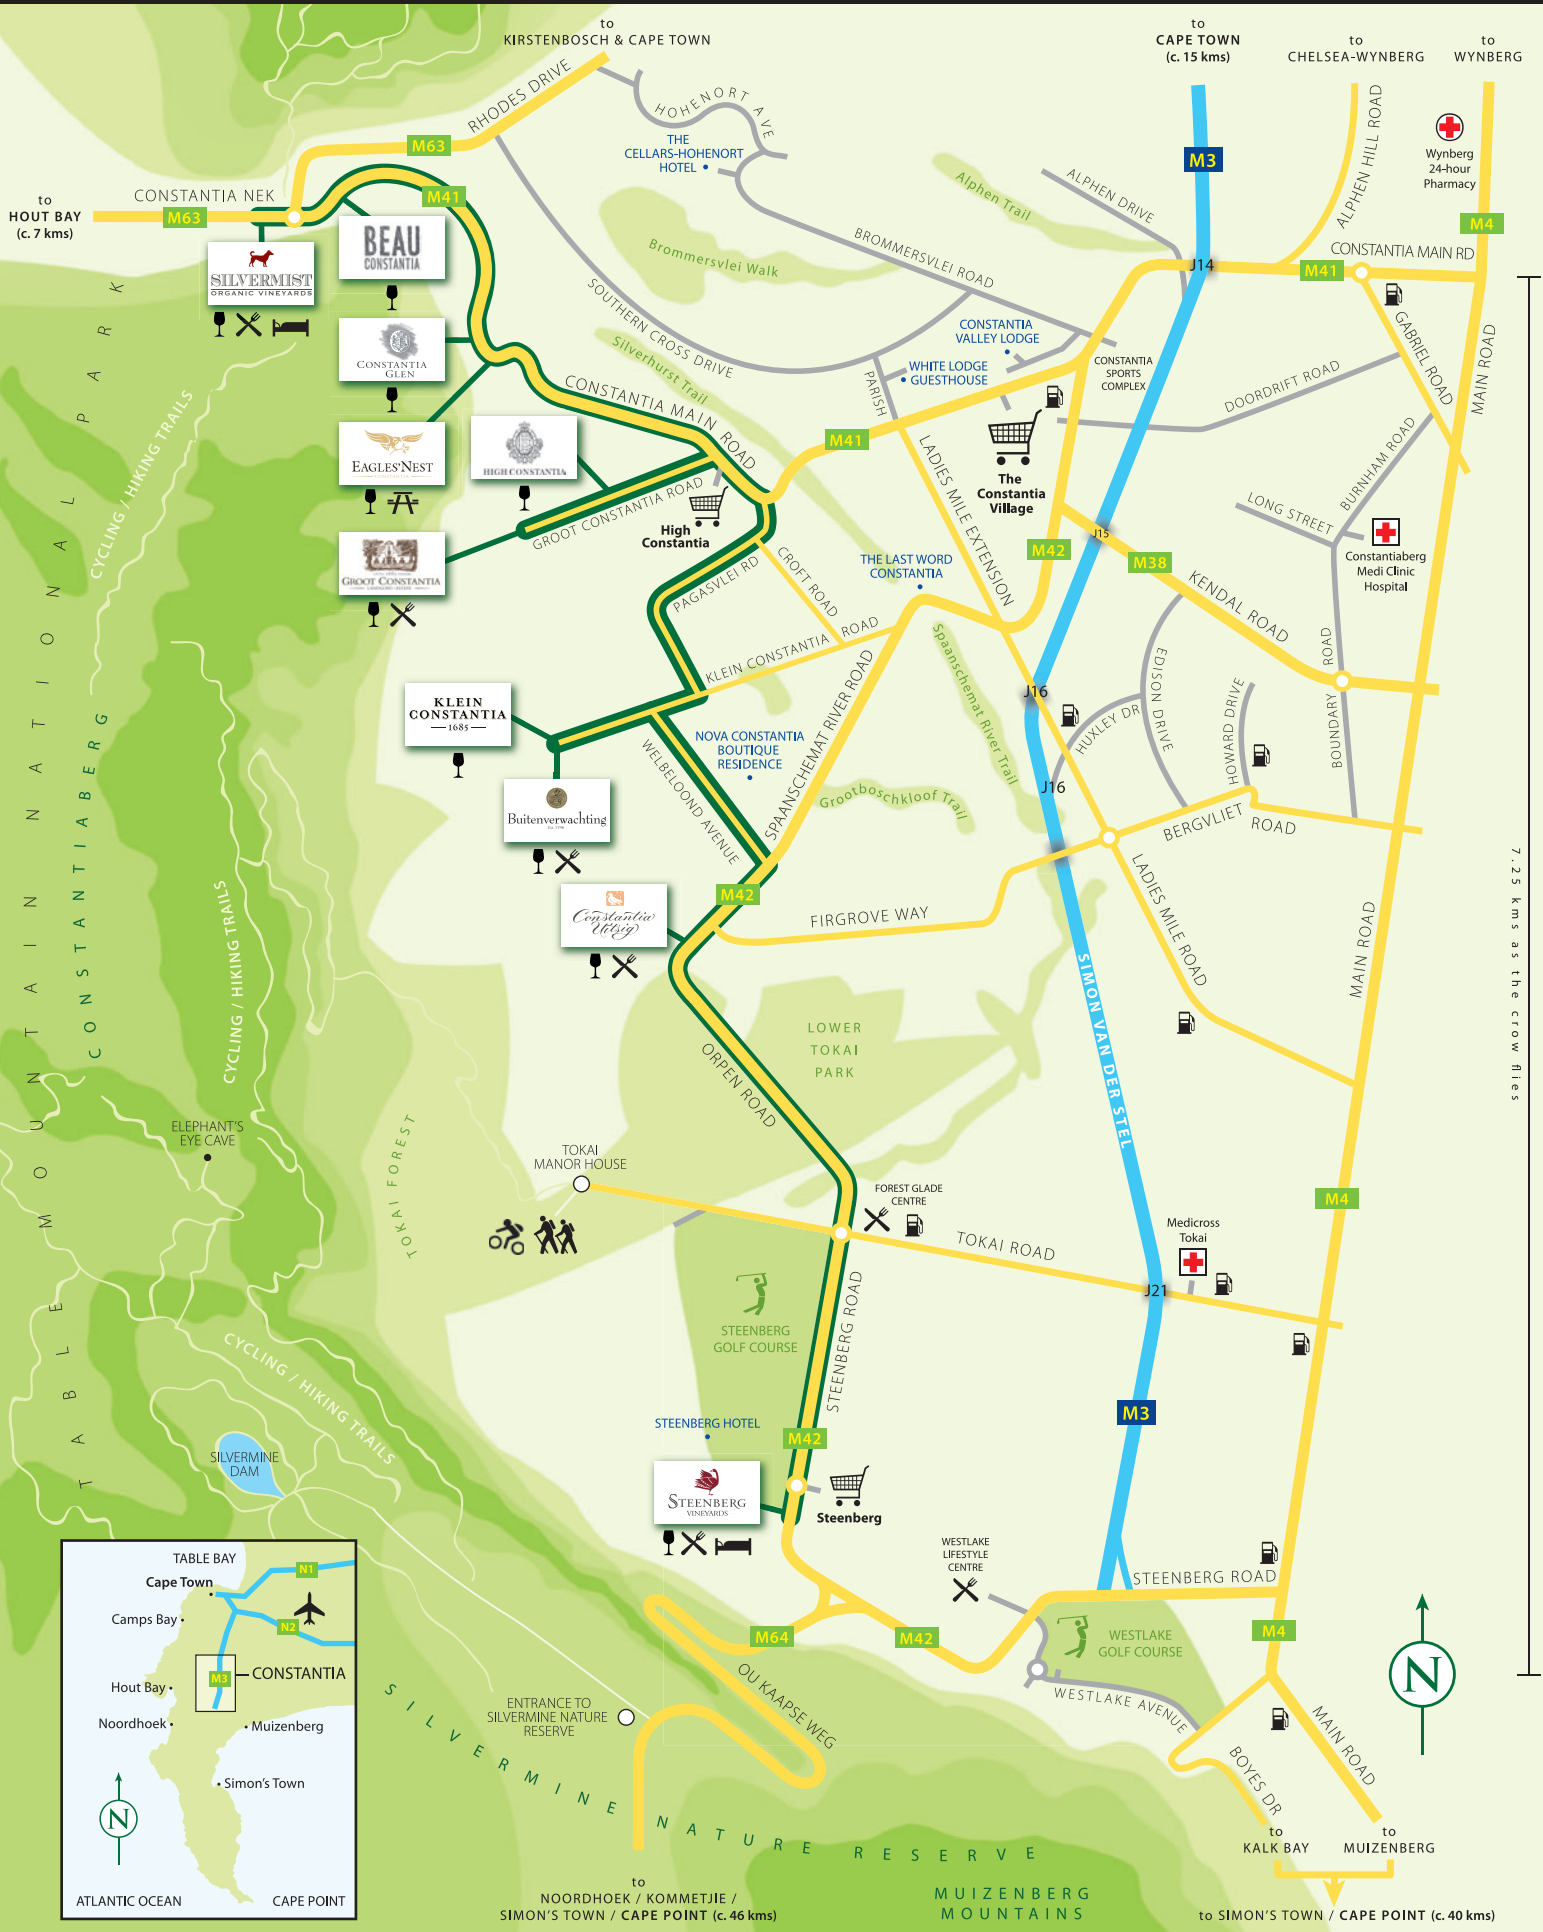 to
KIRSTENBOSCH & CAPE TOWN
to
CAPE TOWN
(c. 15 kms)
to
CHELSEA-WYNBERG
to
WYNBERG
RHODES DRIVE
HOHENORT AVE
M63
THE
CELLARS-HOHENORT
HOTEL
M3
ALPHEN HILL ROAD
Wynberg
24-hour
Pharmacy
to
HOUT BAY
(c. 7 kms)
CONSTANTIA NEK
M63
M41
Alphen Trail
ALPHEN DRIVE
M4
SILVERMIST
ORGANIC VINEYARDS
BEAU
CONSTANTIA
Brommersvlei Walk
BROMMERSVLEI ROAD
J14
M41
CONSTANTIA MAIN RD
SOUTHERN CROSS DRIVE
CONSTANTIA
GLEN
Silverhurst Trail
CONSTANTIA
VALLEY LODGE
WHITE LODGE
GUESTHOUSE
CONSTANTIA
SPORTS
COMPLEX
GABRIEL ROAD
MAIN ROAD
DOORDRIFT ROAD
PARISH
CONSTANTIA MAIN ROAD
EAGLES' NEST
CONSTANTIA
HIGH CONSTANTIA
M41
The
Constantia
Village
LADIES MILE EXTENSION
BURNHAM ROAD
LONG STREET
GROOT CONSTANTIA ROAD
High
Constantia
GROOT CONSTANTIA
CYCLING / HIKING TRAILS
M42
J15
M38
Constantiaberg
Medi Clinic
Hospital
PAGASVLEI RD
CROFT ROAD
THE LAST WORD
CONSTANTIA
KENDAL ROAD
KLEIN CONSTANTIA ROAD
Spaanschemat River Trail
EDISON DRIVE
BOUNDARY ROAD
HOWARD DRIVE
KLEIN
CONSTANTIA
1685
J16
HUXLEY DR
NOVA CONSTANTIA
BOUTIQUE
RESIDENCE
WELBELOOND AVENUE
SPAANSCHEMAT RIVER ROAD
Grootboschkloof Trail
J16
Buitenverwachting
BERGVLIET ROAD
7.25 kms as the crow flies
TABLE MOUNTAIN NATIONAL PARK
CONSTANTIABERG
CYCLING / HIKING TRAILS
M42
Constantia
Uitsig
FIRGROVE WAY
LADIES MILE ROAD
SIMON VAN DER STEL
MAIN ROAD
LOWER
TOKAI
PARK
ORPEN ROAD
ELEPHANT'S
EYE CAVE
TOKAI FOREST
TOKAI
MANOR HOUSE
FOREST GLADE
CENTRE
TOKAI ROAD
Medicross
Tokai
M4
J21
STEENBERG
GOLF COURSE
STEENBERG ROAD
CYCLING / HIKING TRAILS
M3
STEENBERG HOTEL
M42
SILVERMINE
DAM
STEENBERG
VINEYARDS
Steenberg
WESTLAKE
LIFESTYLE
CENTRE
STEENBERG ROAD
M64
M42
WESTLAKE
GOLF COURSE
M4
OU KAAPSE WEG
WESTLAKE AVENUE
N
ENTRANCE TO
SILVERMINE NATURE
RESERVE
MAIN ROAD
BOYES DR
SILVERMINE NATURE RESERVE
to
KALK BAY
to
MUIZENBERG
to
NOORDHOEK / KOMMETJIE /
SIMON'S TOWN / CAPE POINT (c. 46 kms)
MUIZENBERG
MOUNTAINS
to SIMON'S TOWN / CAPE POINT (c. 40 kms)
TABLE BAY
Cape Town
N1
Camps Bay
N2
M3
CONSTANTIA
Hout Bay
Noordhoek
Muizenberg
Simon's Town
N
ATLANTIC OCEAN
CAPE POINT